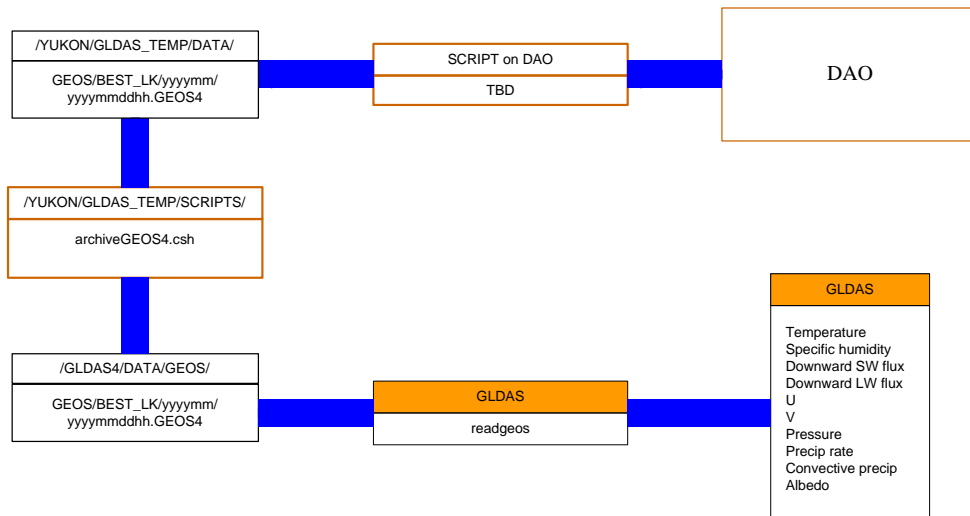 /YUKON/GLDAS_TEMP/DATA/
GEOS/BEST_LK/yyyymm/
yyyymmddhh.GEOS4
SCRIPT on DAO
TBD
DAO
/YUKON/GLDAS_TEMP/SCRIPTS/
archiveGEOS4.csh
/GLDAS4/DATA/GEOS/
GEOS/BEST_LK/yyyymm/
yyyymmddhh.GEOS4
GLDAS
readgeos
GLDAS
Temperature
Specific humidity
Downward SW flux
Downward LW flux
U
V
Pressure
Precip rate
Convective precip
Albedo